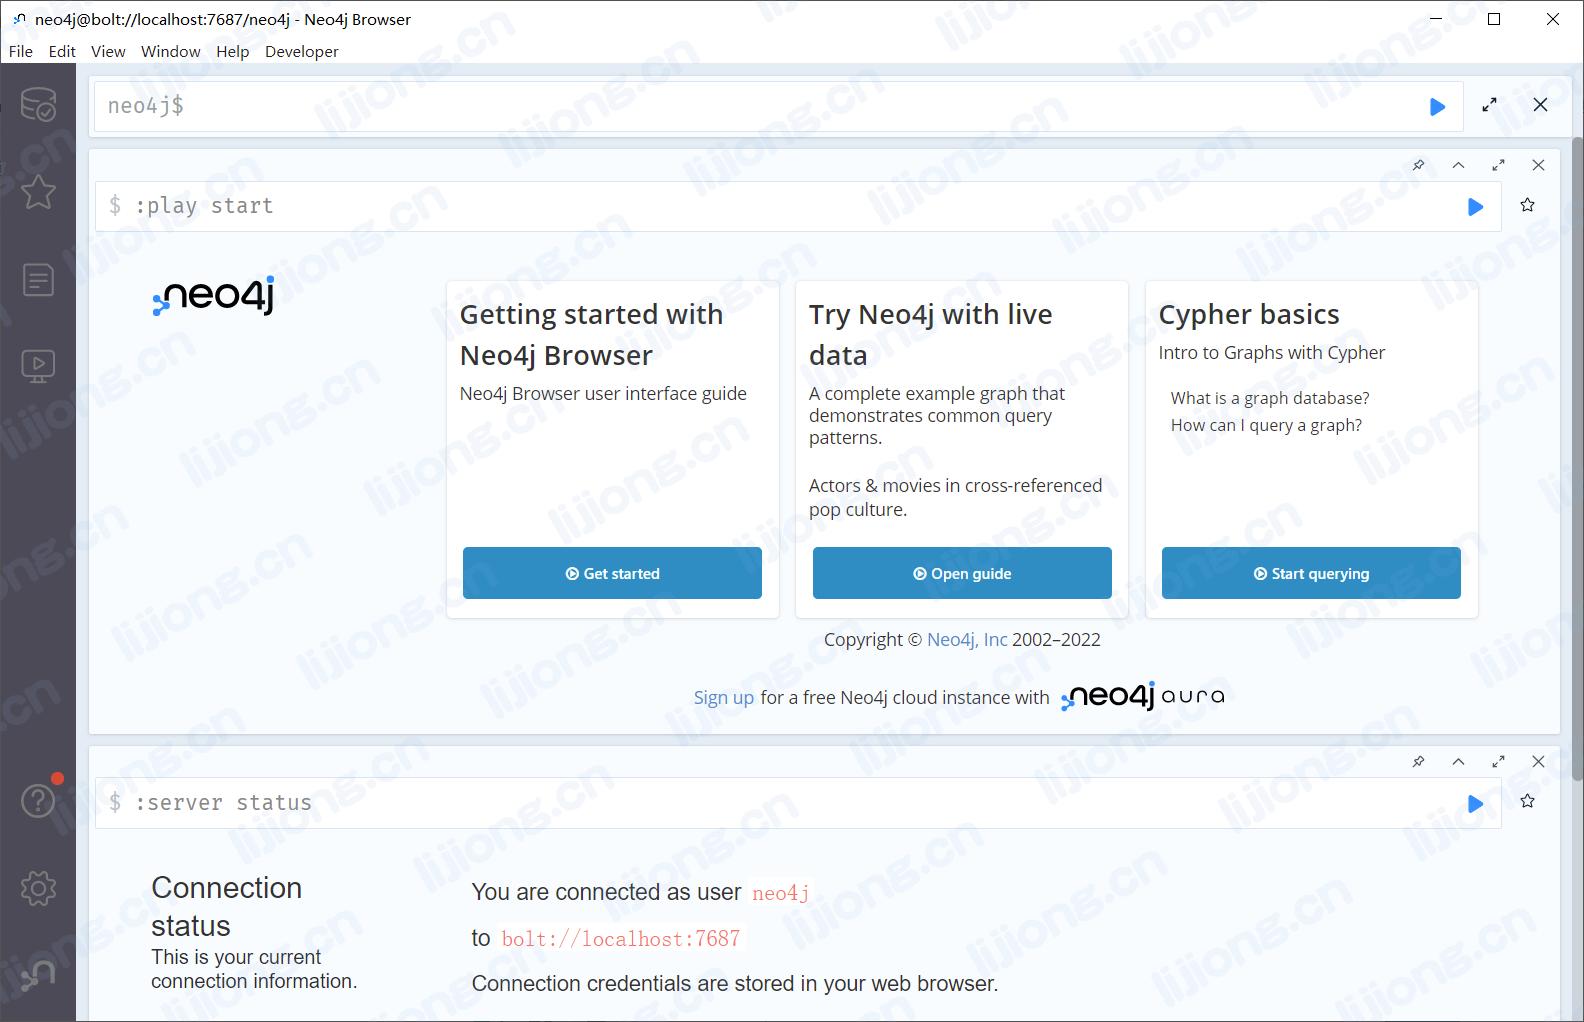 neo4j@bolt://localhost:7687/neo4j - Neo4j Browser
File Edit View Window Help Developer
neo4j$
$ :play start
neo4j
Getting started with
Neo4j Browser
Neo4j Browser user interface guide
Get started
Try Neo4j with live
data
A complete example graph that
demonstrates common query
patterns.
Actors & movies in cross-referenced
pop culture.
Open guide
Cypher basics
Intro to Graphs with Cypher
What is a graph database?
How can I query a graph?
Start querying
Copyright © Neo4j, Inc 2002–2022
Sign up for a free Neo4j cloud instance with neo4j aura
$ :server status
Connection
status
This is your current
connection information.
You are connected as user neo4j
to bolt://localhost:7687
Connection credentials are stored in your web browser.
lijiong.cn